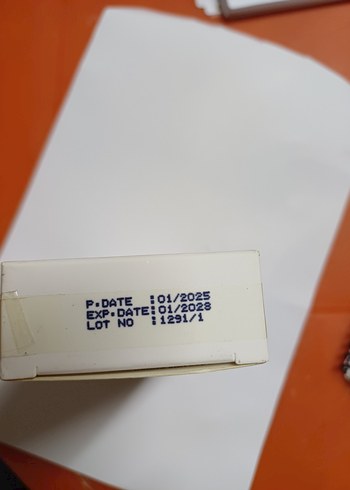 P.DATE :01/2025
EXP.DATE:01/2028
LOT NO :1291/1